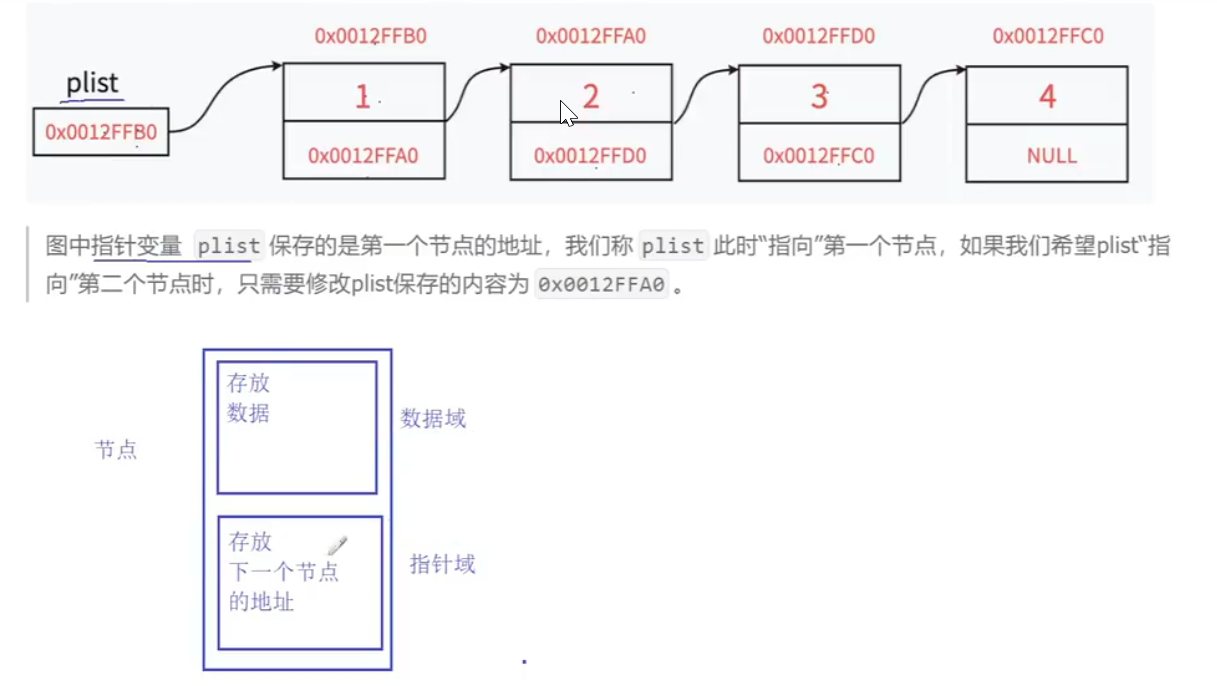 0x0012FFB0 0x0012FFA0 0x0012FFD0 0x0012FFC0
plist
1 2 3 4
0x0012FFB0
0x0012FFA0 0x0012FFD0 0x0012FFC0 NULL
图中指针变量 plist 保存的是第一个节点的地址，我们称 plist 此时“指向”第一个节点，如果我们希望plist“指
向”第二个节点时，只需要修改plist保存的内容为 0x0012FFA0 。
存放
数据
数据域
节点
存放
下一个节点
的地址
指针域